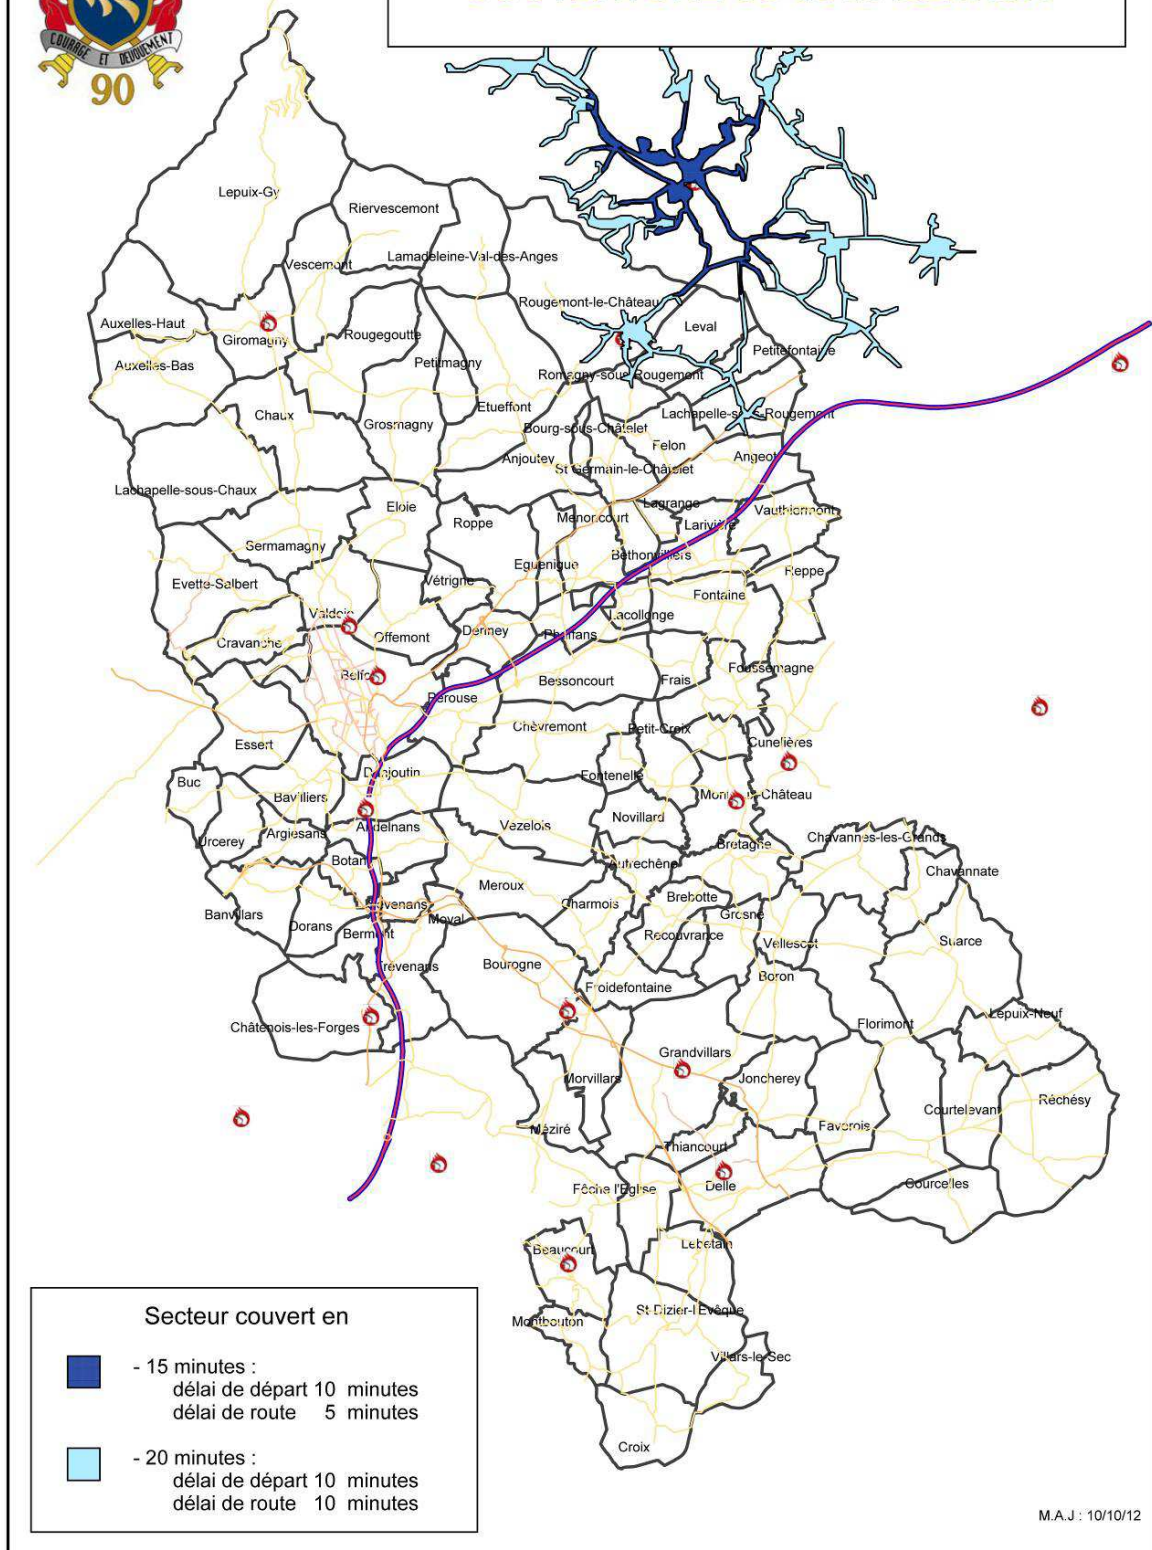 COURAGE ET DEVOUEMENT
90
Lepuix-Gy
Riervescemont
Lamadeleine-Val-des-Anges
Vescemont
Rougemont-le-Château
Auxelles-Haut
Giromagny
Rougegoutte
Leval
Petitefontaine
Auxelles-Bas
Petitmagny
Romagny-sous-Rougemont
Chaux
Etueffont
Lachapelle-sous-Rougemont
Grosmagny
Bourg-sous-Châtelet
Felon
Anjoutey
Angeot
St Germain-le-Châtelet
Lachapelle-sous-Chaux
Eloie
Lagrange
Roppe
Menoncourt
Vauthiermont
Larivière
Sermamagny
Bethonvilliers
Eguenigue
Reppe
Evette-Salbert
Vétrigne
Fontaine
Valdoie
Lacollonge
Cravanche
Offemont
Denney
Phaffans
Belfort
Foussemagne
Bessoncourt
Frais
Pérouse
Chèvremont
Petit-Croix
Essert
Cunelières
Danjoutin
Fontenelle
Buc
Bavilliers
Montreux-Château
Novillard
Vezelois
Andelnans
Argiesans
Urcerey
Chavannes-les-Grands
Bretagne
Botans
Autrechêne
Chavannate
Meroux
Brebotte
Sevenans
Charmois
Banvillars
Moval
Grosne
Dorans
Bermont
Recouvrance
Vellescot
Suarce
Trévenans
Bourogne
Boron
Froidefontaine
Lepuix-Neuf
Châtenois-les-Forges
Florimont
Grandvillars
Morvillars
Joncherey
Réchésy
Courtelevant
Méziré
Faverois
Thiancourt
Fêche l'Eglise
Delle
Courcelles
Lebetain
Beaucourt
St-Dizier-l'Evêque
Montbouton
Villars-le-Sec
Croix
Secteur couvert en
- 15 minutes :
délai de départ 10 minutes
délai de route 5 minutes
- 20 minutes :
délai de départ 10 minutes
délai de route 10 minutes
M.A.J : 10/10/12